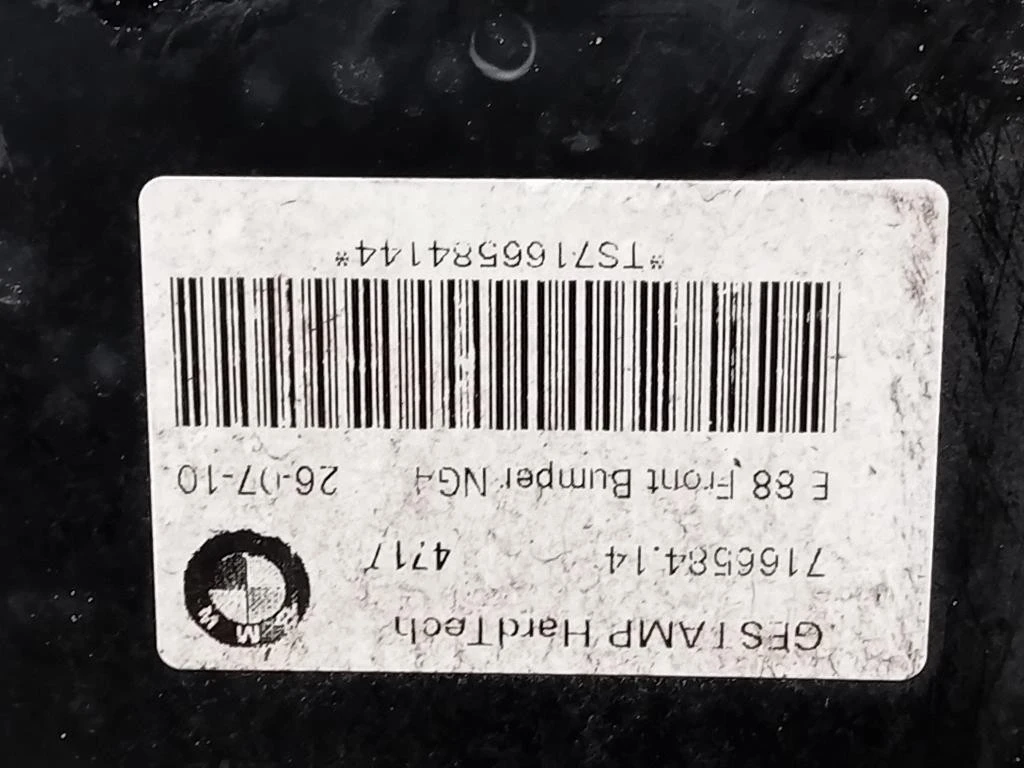 GESTAMP HardTech
7166584.14 4717
E 88 Front Bumper NG4 26-07-10
*TS7166584144*
BMW